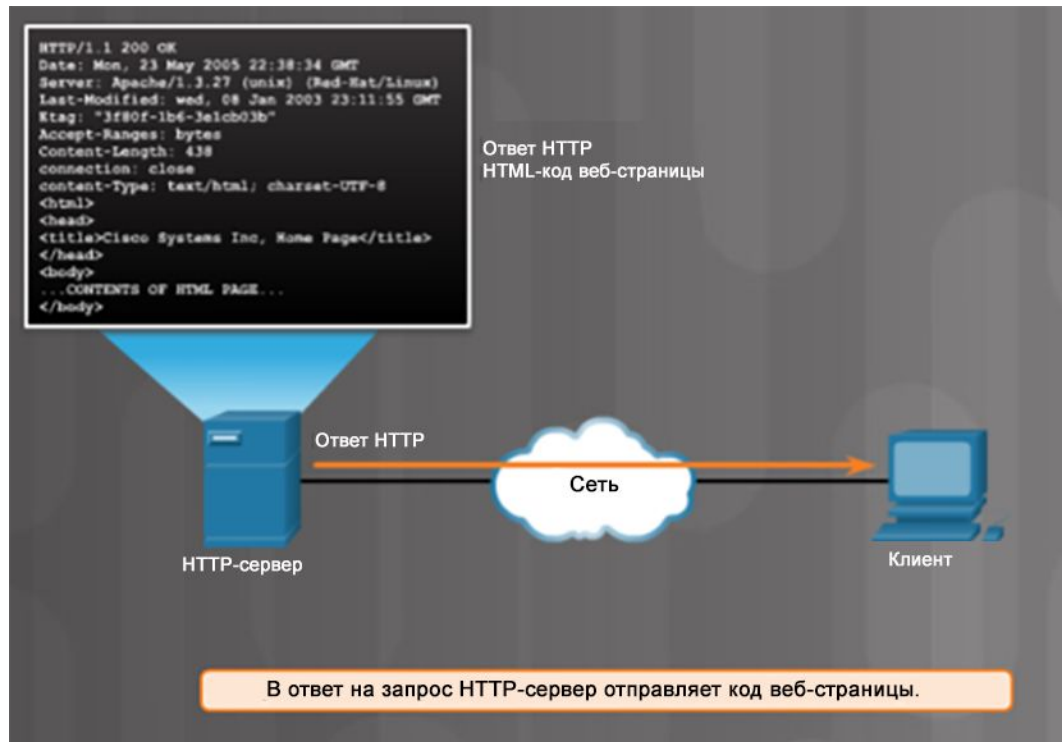 HTTP/1.1 200 OK
Date: Mon, 23 May 2005 22:38:34 GMT
Server: Apache/1.3.27 (unix) (Red-Hat/Linux)
Last-Modified: wed, 08 Jan 2003 23:11:55 GMT
Etag: "3f80f-1b6-3e1cb03b"
Accept-Ranges: bytes
Content-Length: 438
connection: close
content-Type: text/html; charset-UTF-8
<html>
<head>
<title>Cisco Systems Inc, Home Page</title>
</head>
<body>
...CONTENTS OF HTML PAGE...
</body>
Ответ HTTP
HTML-код веб-страницы
Ответ HTTP
Сеть
HTTP-сервер
Клиент
В ответ на запрос HTTP-сервер отправляет код веб-страницы.